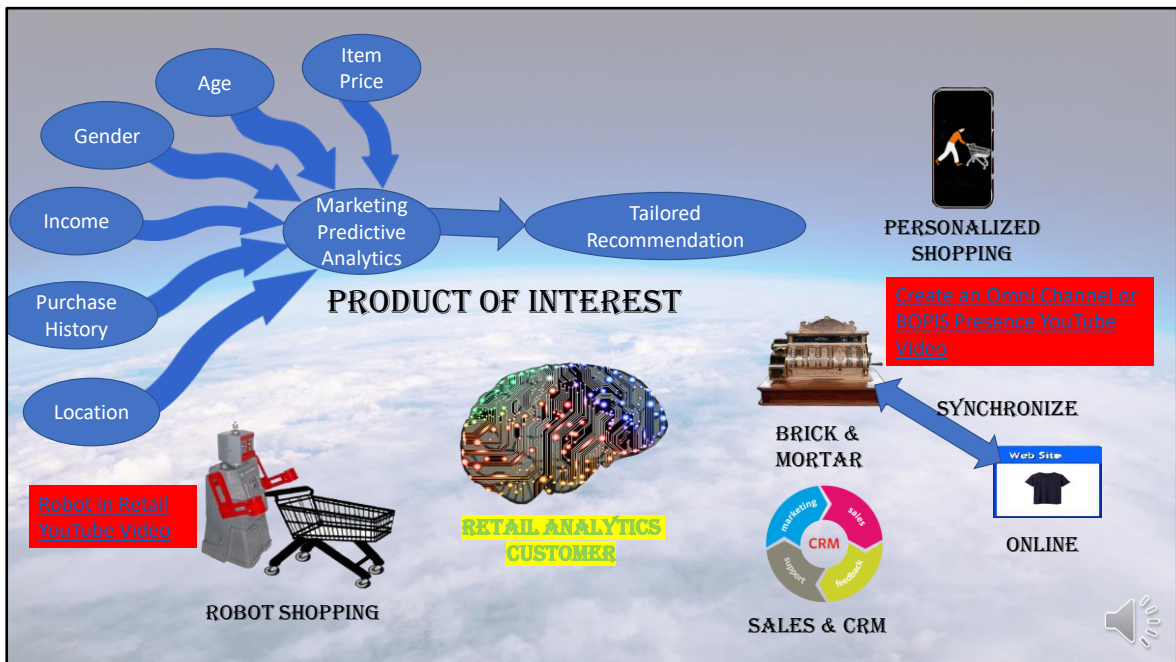 Item
Price
Age
Gender
Income
Purchase
History
Location
Marketing
Predictive
Analytics
Tailored
Recommendation
PRODUCT OF INTEREST
PERSONALIZED
SHOPPING
Create an Omni Channel or
BOPIS Presence YouTube
Video
SYNCHRONIZE
BRICK &
MORTAR
Web Site
ONLINE
Robot in Retail
YouTube Video
ROBOT SHOPPING
RETAIL ANALYTICS
CUSTOMER
marketing
sales
CRM
support
feedback
SALES & CRM